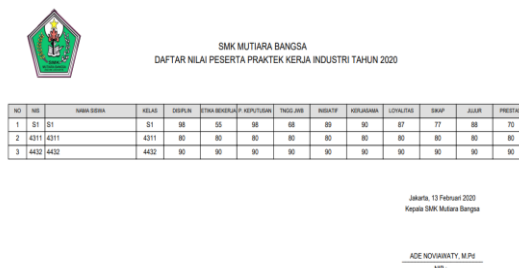 SMK MUTIARA BANGSA
DAFTAR NILAI PESERTA PRAKTEK KERJA INDUSTRI TAHUN 2020
NO NIS NAMA SISWA KELAS DISIPLIN ETIKA BEKERJA P. KEPUTUSAN TNGG.JWB INISIATIF KERJASAMA LOYALITAS SIKAP JUJUR PRESTAS
1 S1 S1 S1 98 55 98 68 89 90 87 77 88 70
2 4311 4311 4311 80 80 80 80 80 80 80 80 80 80
3 4432 4432 4432 90 90 90 90 90 90 90 90 90 90
Jakarta, 13 Februari 2020
Kepala SMK Mutiara Bangsa
ADE NOVIAWATY, M.Pd